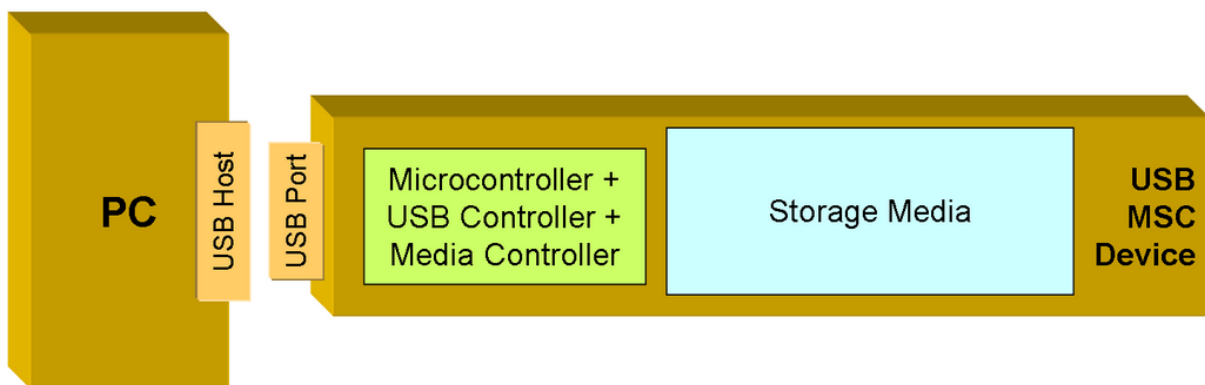 PC
USB Host
USB Port
Microcontroller +
USB Controller +
Media Controller
Storage Media
USB
MSC
Device